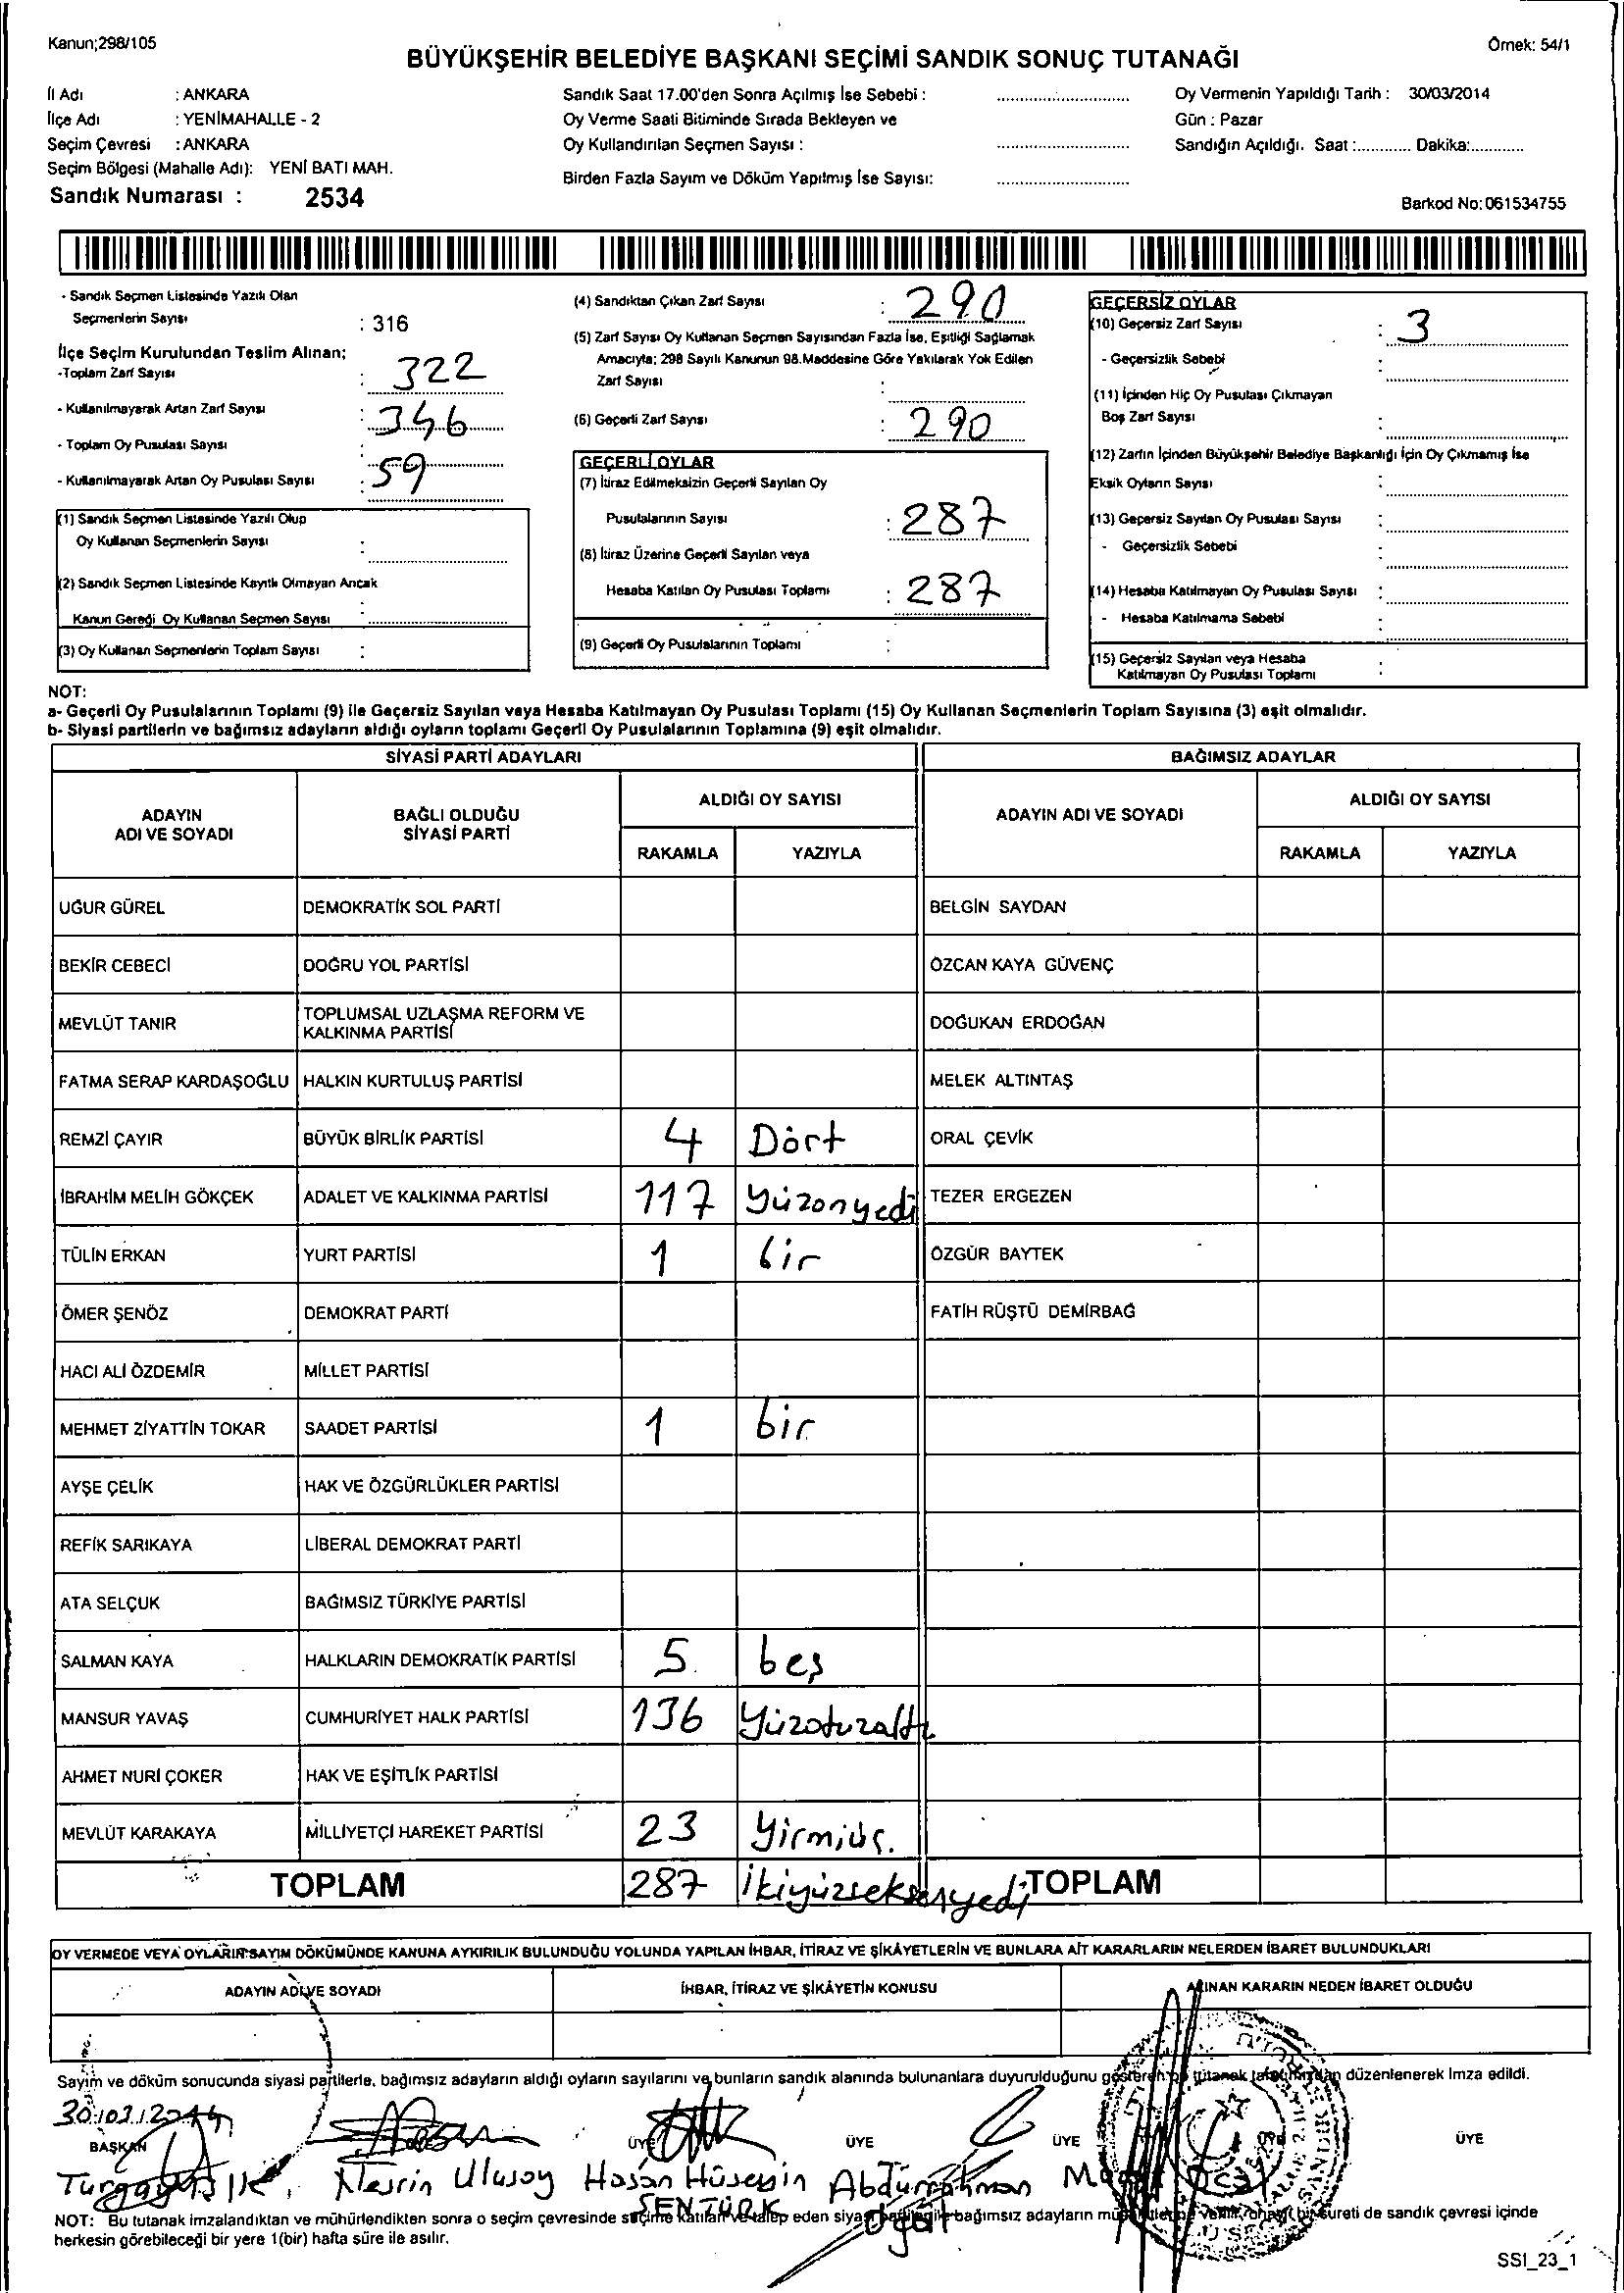 Kanun;298/105
Örnek: 54/1
BÜYÜKŞEHİR BELEDİYE BAŞKANI SEÇİMİ SANDIK SONUÇ TUTANAĞI
İl Adı : ANKARA
İlçe Adı : YENİMAHALLE - 2
Seçim Çevresi : ANKARA
Seçim Bölgesi (Mahalle Adı): YENİ BATI MAH.
Sandık Numarası : 2534
Sandık Saat 17.00'den Sonra Açılmış İse Sebebi : ............
Oy Verme Saati Bitiminde Sırada Bekleyen ve
Oy Kullandırılan Seçmen Sayısı : ............
Birden Fazla Sayım ve Döküm Yapılmış İse Sayısı: ............
Oy Vermenin Yapıldığı Tarih : 30/03/2014
Gün : Pazar
Sandığın Açıldığı. Saat :............ Dakika:............
Barkod No:061534755
- Sandık Seçmen Listesinde Yazılı Olan
Seçmenlerin Sayısı : 316
İlçe Seçim Kurulundan Teslim Alınan;
-Toplam Zarf Sayısı : 322
- Kullanılmayarak Artan Zarf Sayısı : 346
- Toplam Oy Pusulası Sayısı :
- Kullanılmayarak Artan Oy Pusulası Sayısı : 59
(1) Sandık Seçmen Listesinde Yazılı Olup
Oy Kullanan Seçmenlerin Sayısı :
(2) Sandık Seçmen Listesinde Kayıtlı Olmayan Ancak
Kanun Gereği Oy Kullanan Seçmen Sayısı :
(3) Oy Kullanan Seçmenlerin Toplam Sayısı :
(4) Sandıktan Çıkan Zarf Sayısı : 290
(5) Zarf Sayısı Oy Kullanan Seçmen Sayısından Fazla İse, Eşitliği Sağlamak
Amacıyla; 298 Sayılı Kanunun 98.Maddesine Göre Yakılarak Yok Edilen
Zarf Sayısı :
(6) Geçerli Zarf Sayısı : 290
GEÇERLİ OYLAR
(7) İtiraz Edilmeksizin Geçerli Sayılan Oy
Pusulalarının Sayısı : 287
(8) İtiraz Üzerine Geçerli Sayılan veya
Hesaba Katılan Oy Pusulası Toplamı : 287
(9) Geçerli Oy Pusulalarının Toplamı :
GEÇERSİZ OYLAR
(10) Geçersiz Zarf Sayısı : 3
- Geçersizlik Sebebi :
(11) İçinden Hiç Oy Pusulası Çıkmayan
Boş Zarf Sayısı :
(12) Zarfın İçinden Büyükşehir Belediye Başkanlığı İçin Oy Çıkmamış İse
Eksik Oyların Sayısı :
(13) Geçersiz Sayılan Oy Pusulası Sayısı :
- Geçersizlik Sebebi :
(14) Hesaba Katılmayan Oy Pusulası Sayısı :
- Hesaba Katılmama Sebebi :
(15) Geçersiz Sayılan veya Hesaba
Katılmayan Oy Pusulası Toplamı :
NOT:
a- Geçerli Oy Pusulalarının Toplamı (9) ile Geçersiz Sayılan veya Hesaba Katılmayan Oy Pusulası Toplamı (15) Oy Kullanan Seçmenlerin Toplam Sayısına (3) eşit olmalıdır.
b- Siyasi partilerin ve bağımsız adayların aldığı oyların toplamı Geçerli Oy Pusulalarının Toplamına (9) eşit olmalıdır.
SİYASİ PARTİ ADAYLARI BAĞIMSIZ ADAYLAR
ADAYIN ADI VE SOYADI BAĞLI OLDUĞU SİYASİ PARTİ ALDIĞI OY SAYISI ADAYIN ADI VE SOYADI ALDIĞI OY SAYISI
RAKAMLA YAZIYLA RAKAMLA YAZIYLA
UĞUR GÜREL DEMOKRATİK SOL PARTİ BELGİN SAYDAN
BEKİR CEBECİ DOĞRU YOL PARTİSİ ÖZCAN KAYA GÜVENÇ
MEVLÜT TANIR TOPLUMSAL UZLAŞMA REFORM VE KALKINMA PARTİSİ DOĞUKAN ERDOĞAN
FATMA SERAP KARDAŞOĞLU HALKIN KURTULUŞ PARTİSİ MELEK ALTINTAŞ
REMZİ ÇAYIR BÜYÜK BİRLİK PARTİSİ 4 Dört ORAL ÇEVİK
İBRAHİM MELİH GÖKÇEK ADALET VE KALKINMA PARTİSİ 117 yüzonyedi TEZER ERGEZEN
TÜLİN ERKAN YURT PARTİSİ 1 bir ÖZGÜR BAYTEK
ÖMER ŞENÖZ DEMOKRAT PARTİ FATİH RÜŞTÜ DEMİRBAĞ
HACI ALİ ÖZDEMİR MİLLET PARTİSİ
MEHMET ZİYATTİN TOKAR SAADET PARTİSİ 1 bir
AYŞE ÇELİK HAK VE ÖZGÜRLÜKLER PARTİSİ
REFİK SARIKAYA LİBERAL DEMOKRAT PARTİ
ATA SELÇUK BAĞIMSIZ TÜRKİYE PARTİSİ
SALMAN KAYA HALKLARIN DEMOKRATİK PARTİSİ 5 beş
MANSUR YAVAŞ CUMHURİYET HALK PARTİSİ 136 yüzotuzaltı
AHMET NURİ ÇOKER HAK VE EŞİTLİK PARTİSİ
MEVLÜT KARAKAYA MİLLİYETÇİ HAREKET PARTİSİ 23 yirmiüç.
TOPLAM 287 İkiyüzseksenyedi TOPLAM
OY VERMEDE VEYA OYLARIN SAYIM DÖKÜMÜNDE KANUNA AYKIRILIK BULUNDUĞU YOLUNDA YAPILAN İHBAR, İTİRAZ VE ŞİKÂYETLERİN VE BUNLARA AİT KARARLARIN NELERDEN İBARET BULUNDUKLARI
ADAYIN ADI VE SOYADI İHBAR, İTİRAZ VE ŞİKÂYETİN KONUSU ALINAN KARARIN NEDEN İBARET OLDUĞU
Sayım ve döküm sonucunda siyasi partilerle, bağımsız adayların aldığı oyların sayılarını ve bunların sandık alanında bulunanlara duyurulduğunu gösteren bu tutanak tarafımızdan düzenlenerek imza edildi.
30/03/2014
BAŞKAN ÜYE ÜYE ÜYE ÜYE ÜYE
Nesrin Ulusoy Hasan Hüseyin ŞENTÜRK Abdurrahman
NOT: Bu tutanak imzalandıktan ve mühürlendikten sonra o seçim çevresinde seçime katılan ve talep eden siyasi bağımsız adayların sureti de sandık çevresi içinde
herkesin görebileceği bir yere 1(bir) hafta süre ile asılır.
SSI_23_1